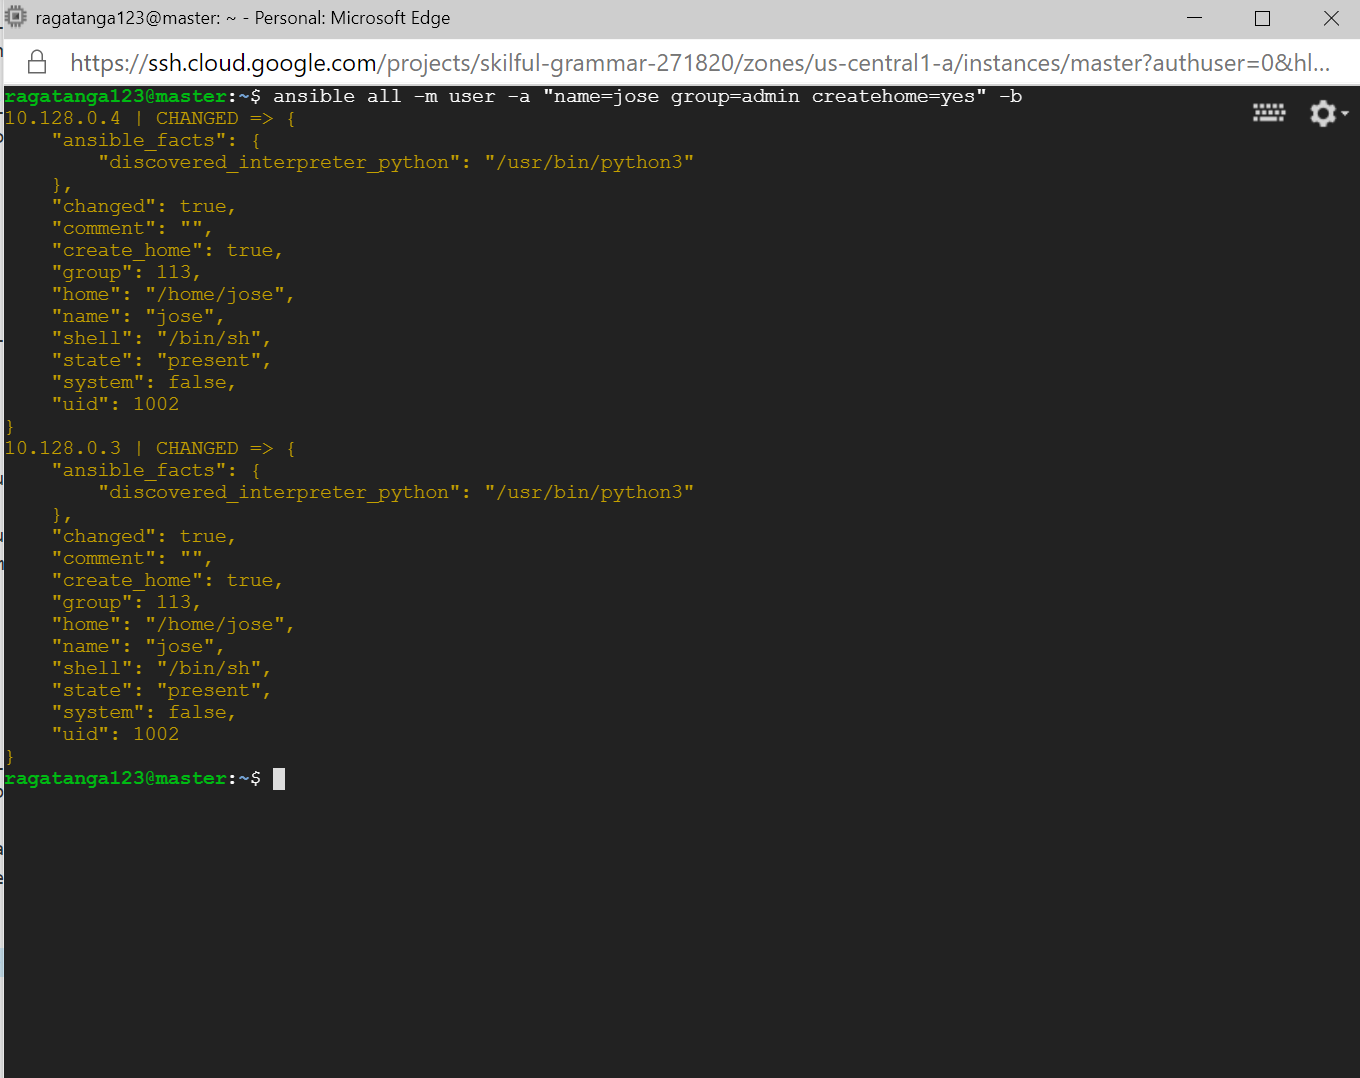 ragatanga123@master: ~ - Personal: Microsoft Edge
https://ssh.cloud.google.com/projects/skilful-grammar-271820/zones/us-central1-a/instances/master?authuser=0&hl...
ragatanga123@master:~$ ansible all -m user -a "name=jose group=admin createhome=yes" -b
10.128.0.4 | CHANGED => {
    "ansible_facts": {
        "discovered_interpreter_python": "/usr/bin/python3"
    },
    "changed": true,
    "comment": "",
    "create_home": true,
    "group": 113,
    "home": "/home/jose",
    "name": "jose",
    "shell": "/bin/sh",
    "state": "present",
    "system": false,
    "uid": 1002
}
10.128.0.3 | CHANGED => {
    "ansible_facts": {
        "discovered_interpreter_python": "/usr/bin/python3"
    },
    "changed": true,
    "comment": "",
    "create_home": true,
    "group": 113,
    "home": "/home/jose",
    "name": "jose",
    "shell": "/bin/sh",
    "state": "present",
    "system": false,
    "uid": 1002
}
ragatanga123@master:~$